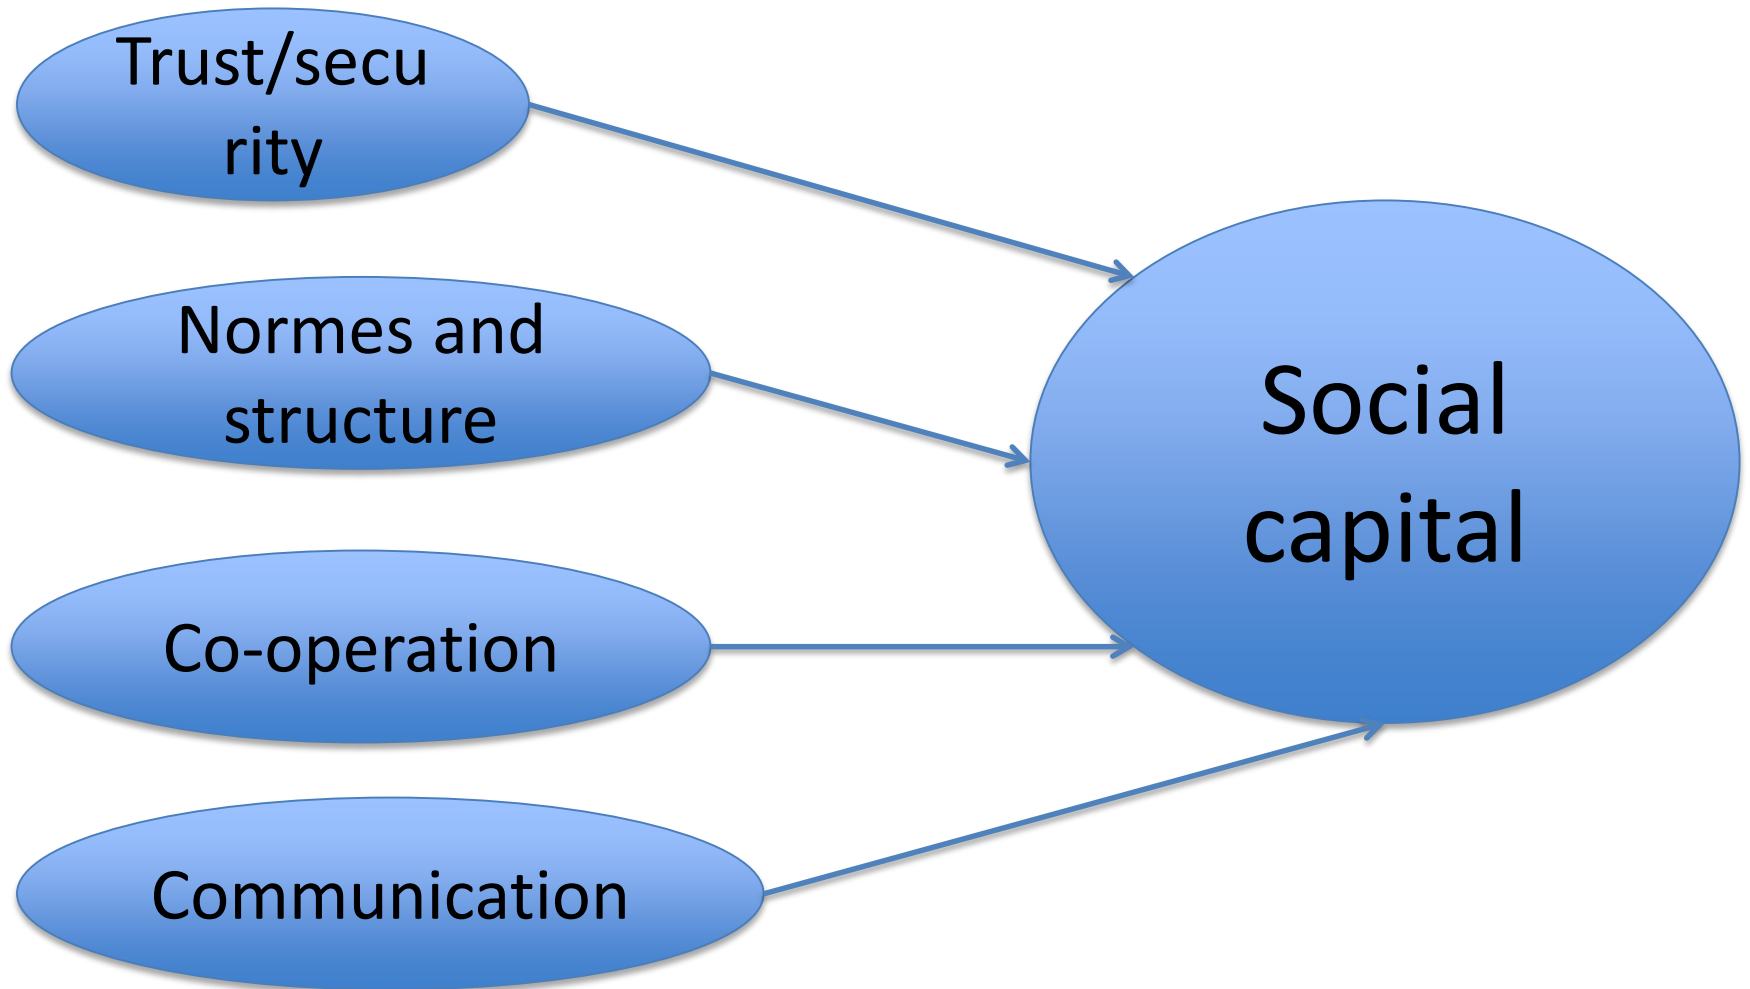 Trust/secu
rity
Normes and
structure
Social
capital
Co-operation
Communication